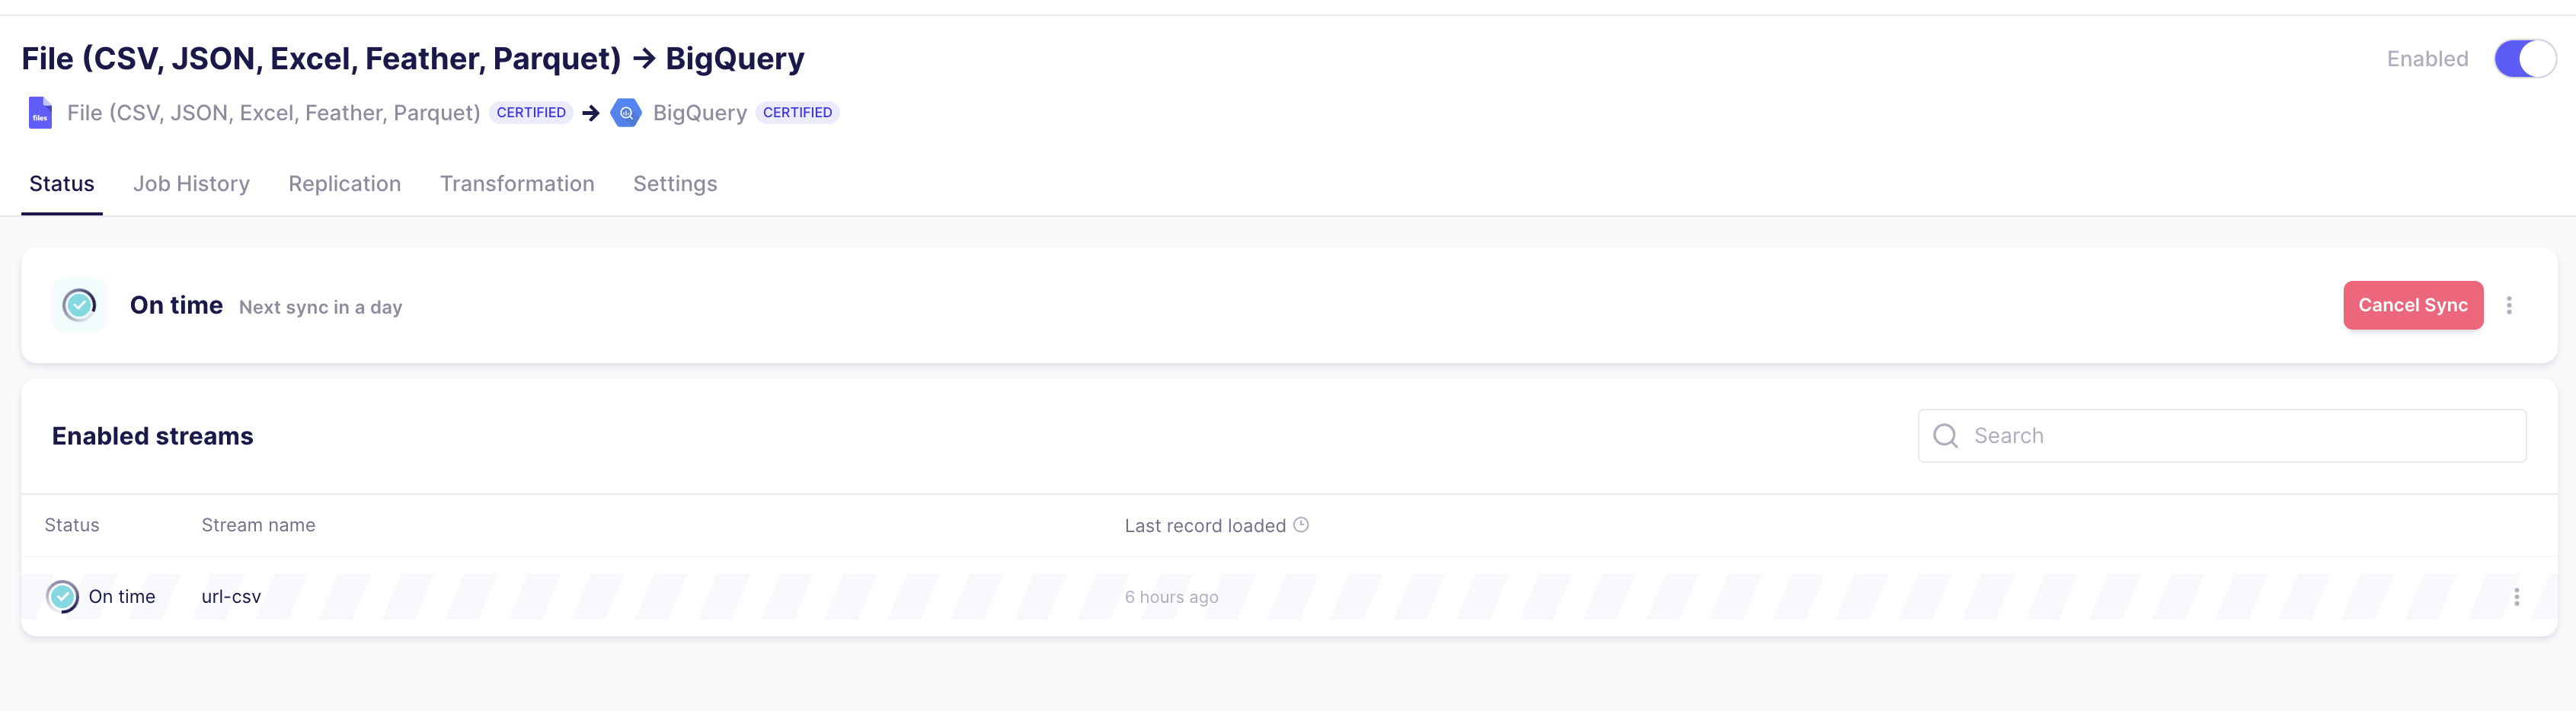 File (CSV, JSON, Excel, Feather, Parquet) → BigQuery
Enabled
files
File (CSV, JSON, Excel, Feather, Parquet) CERTIFIED → BigQuery CERTIFIED
Status Job History Replication Transformation Settings
On time Next sync in a day
Cancel Sync
Enabled streams
Search
Status Stream name Last record loaded
On time url-csv 6 hours ago